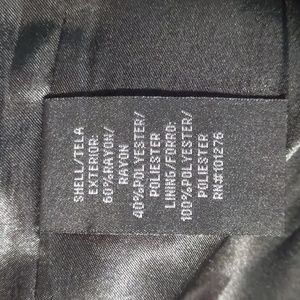 SHELL/TELA
EXTERIOR:
60%RAYON/
RAYON
40%POLYESTER/
POLIESTER
LINING/FORRO:
100%POLYESTER/
POLIESTER
RN#101276